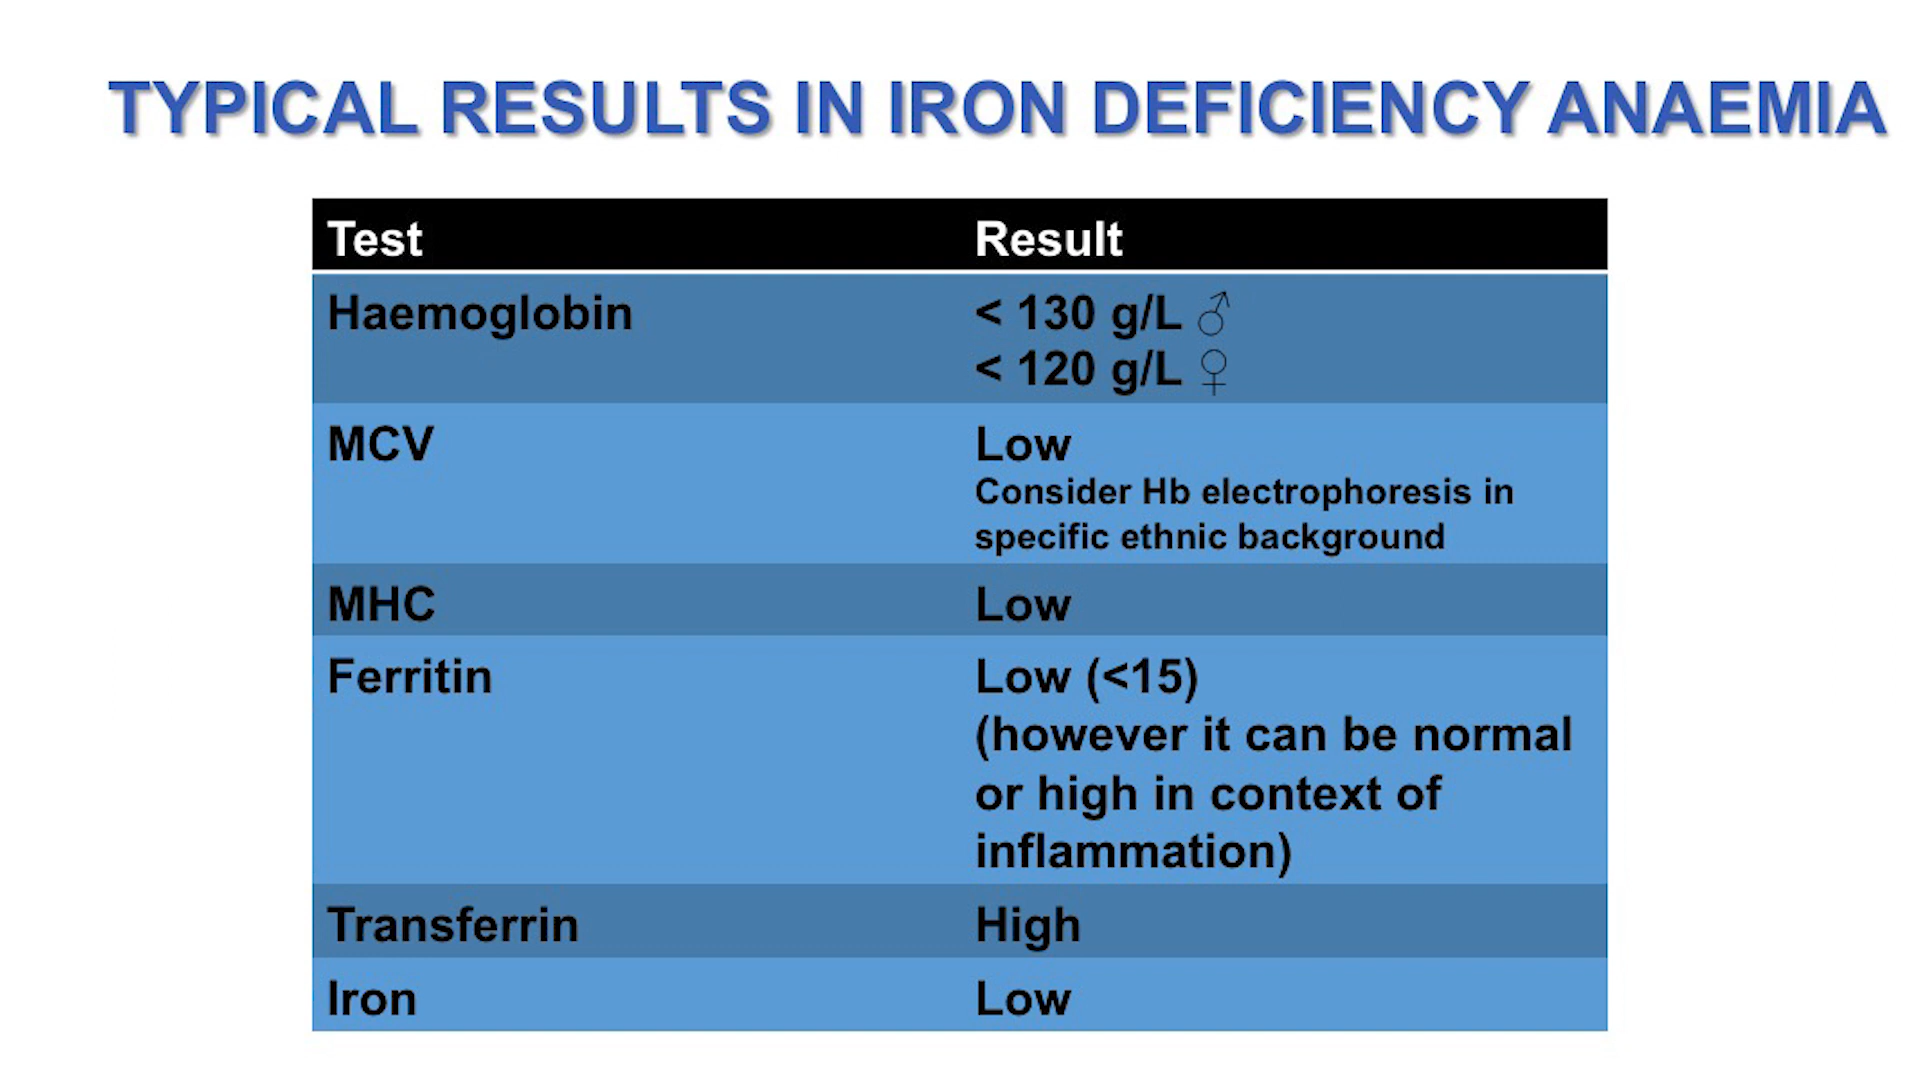 TYPICAL RESULTS IN IRON DEFICIENCY ANAEMIA
Test Result
Haemoglobin < 130 g/L ♂
< 120 g/L ♀
MCV Low
Consider Hb electrophoresis in
specific ethnic background
MHC Low
Ferritin Low (<15)
(however it can be normal
or high in context of
inflammation)
Transferrin High
Iron Low